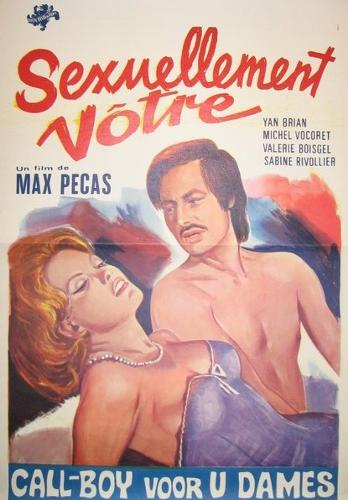 Sexuellement
Vôtre
YAN BRIAN
MICHEL VOCORET
VALERIE BOISGEL
SABINE RIVOLLIER
Un film de
MAX PECAS
CALL-BOY VOOR U DAMES